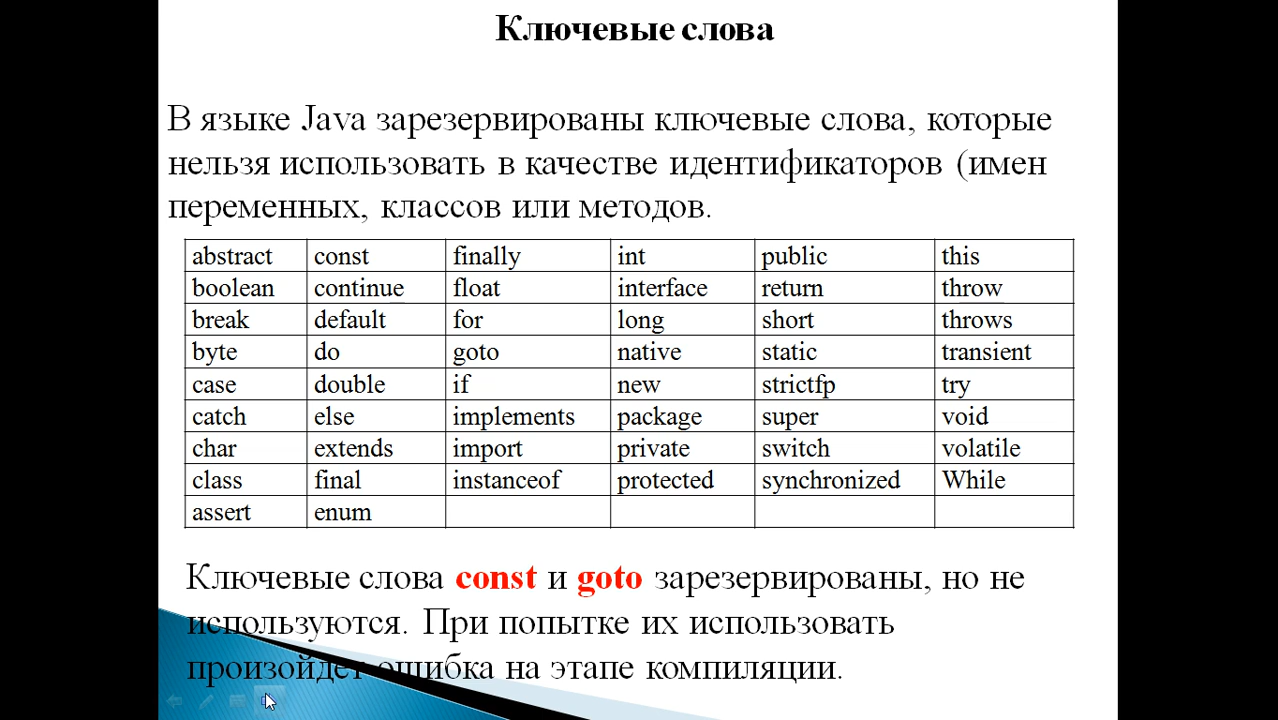 Ключевые слова
В языке Java зарезервированы ключевые слова, которые
нельзя использовать в качестве идентификаторов (имен
переменных, классов или методов.
abstract const finally int public this
boolean continue float interface return throw
break default for long short throws
byte do goto native static transient
case double if new strictfp try
catch else implements package super void
char extends import private switch volatile
class final instanceof protected synchronized While
assert enum
Ключевые слова const и goto зарезервированы, но не
используются. При попытке их использовать
произойдет ошибка на этапе компиляции.